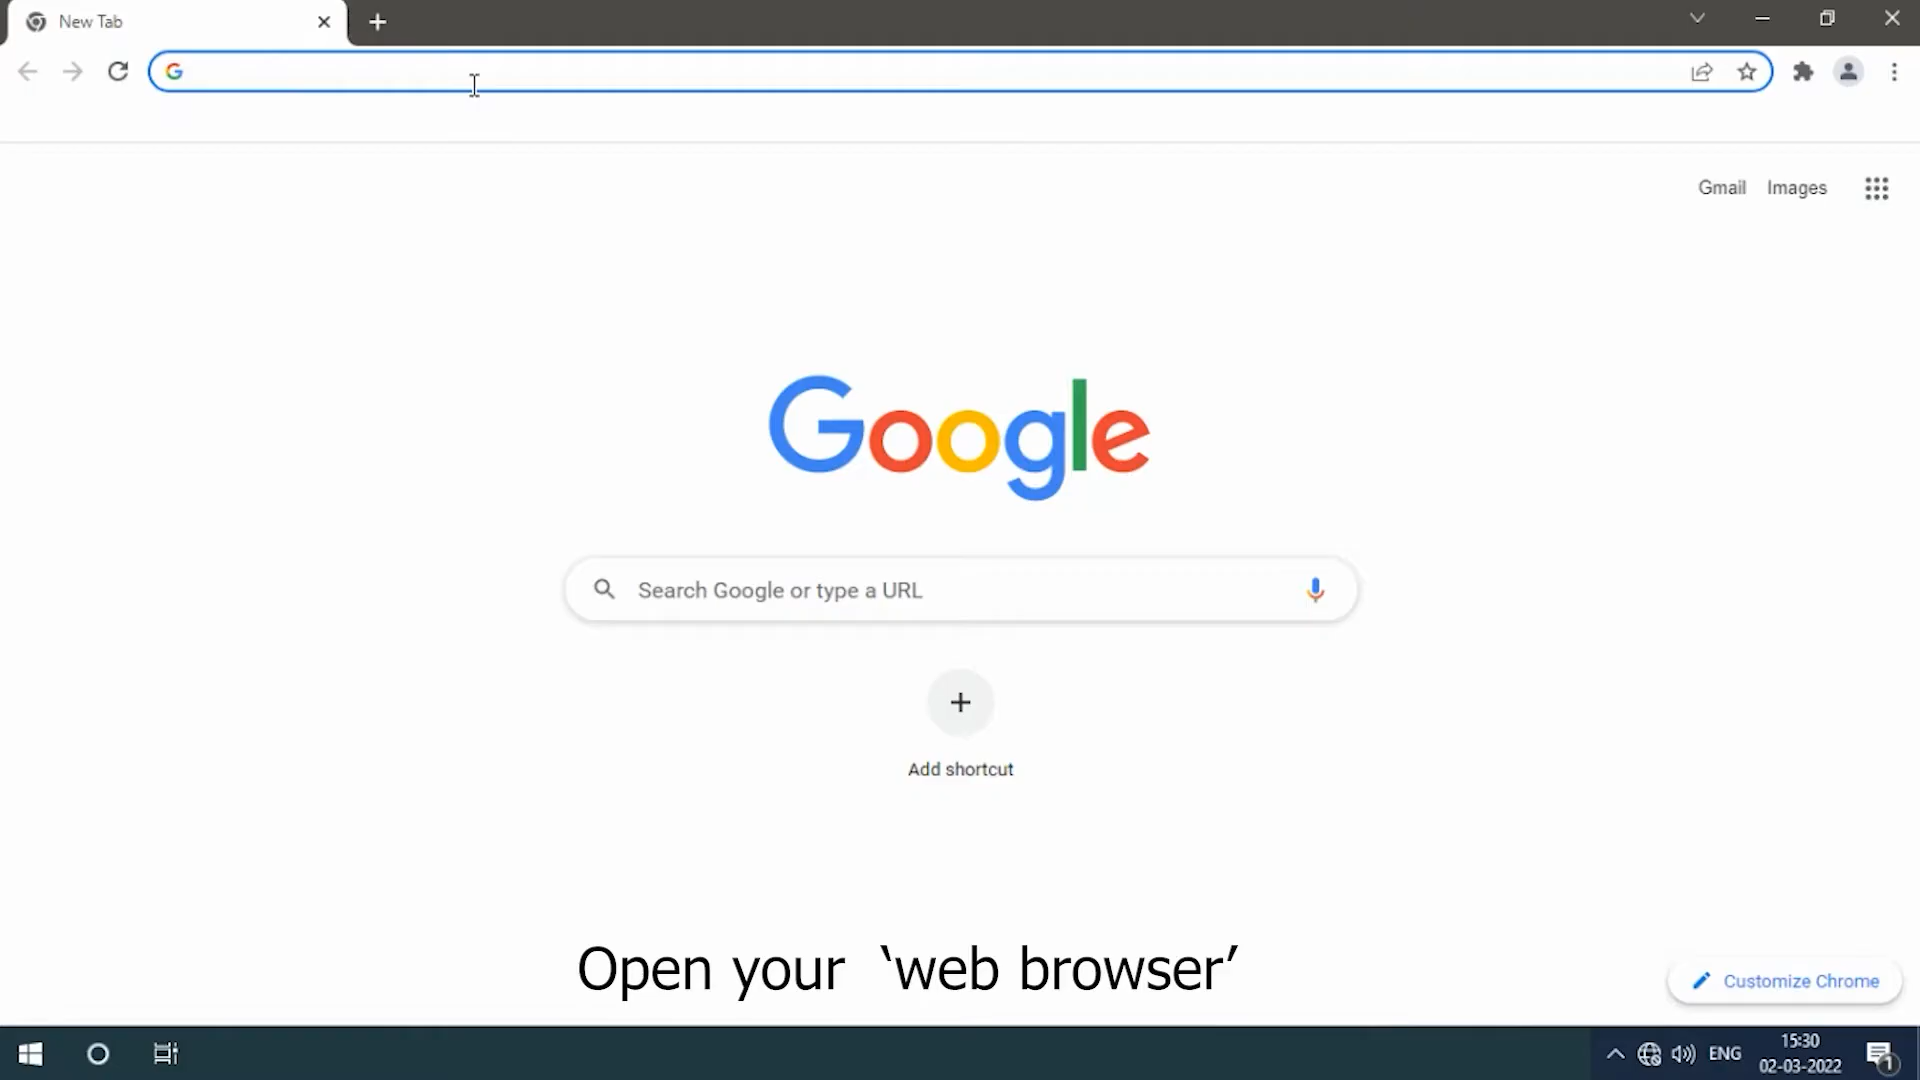 New Tab
Gmail Images
Google
Search Google or type a URL
Add shortcut
Open your ‘web browser’
Customize Chrome
ENG
15:30
02-03-2022
1